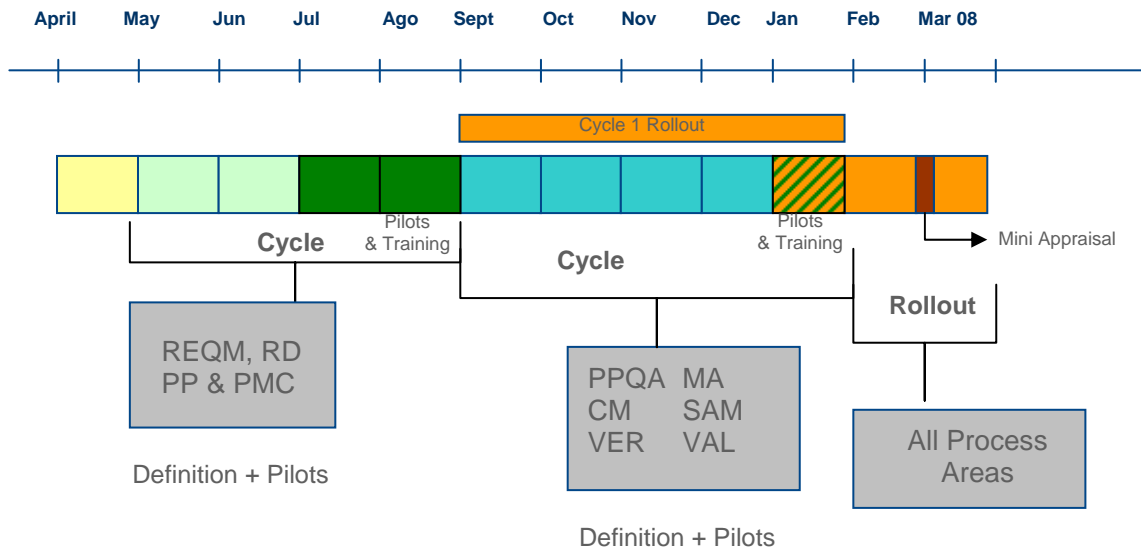 April May Jun Jul Ago Sept Oct Nov Dec Jan Feb Mar 08
Cycle 1 Rollout
Pilots
& Training
Cycle
Pilots
& Training
Cycle
Mini Appraisal
Rollout
REQM, RD
PP & PMC
PPQA MA
CM SAM
VER VAL
All Process
Areas
Definition + Pilots
Definition + Pilots